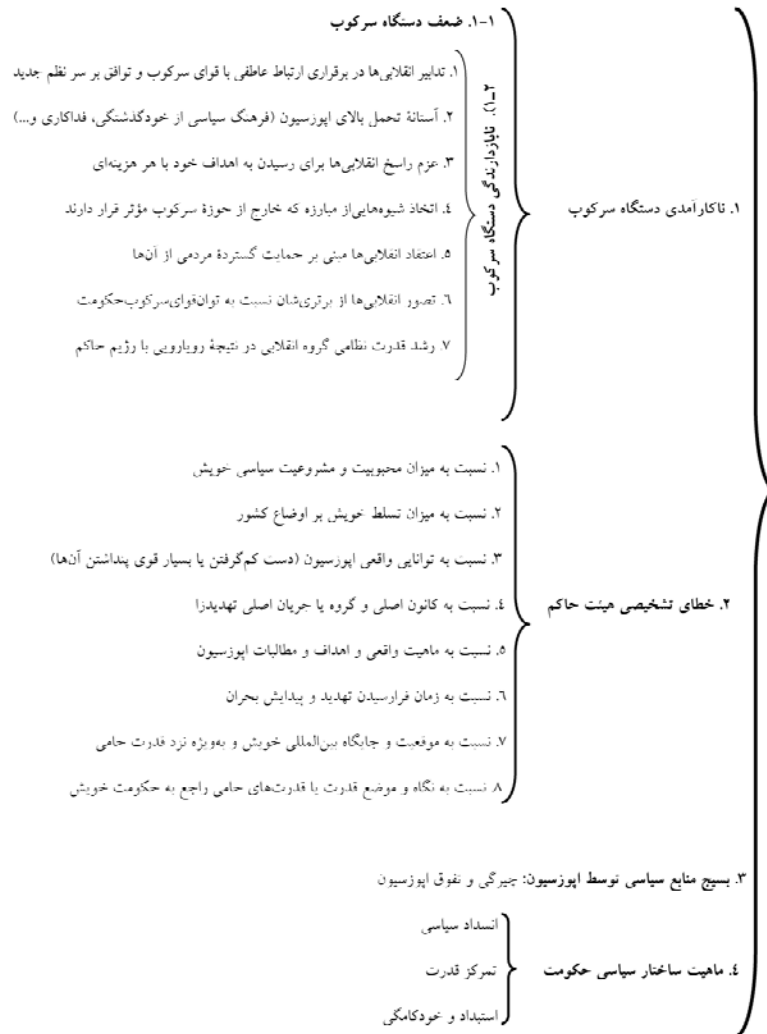 ۱-۱. ضعف دستگاه سرکوب
۱. تدابیر انقلابی‌ها در برقراری ارتباط عاطفی با قوای سرکوب و توافق بر سر نظم جدید
۲. آستانهٔ تحمل بالای اپوزسیون (فرهنگ سیاسی از خودگذشتگی، فداکاری و...)
۳. عزم راسخ انقلابی‌ها برای رسیدن به اهداف خود با هر هزینه‌ای
۴. اتخاذ شیوه‌هایی‌از مبارزه که خارج از حوزهٔ سرکوب مؤثر قرار دارند
۵. اعتقاد انقلابی‌ها مبنی بر حمایت گستردهٔ مردمی از آن‌ها
۶. تصور انقلابی‌ها از برتری‌شان نسبت به توان‌قوای‌سرکوب‌حکومت
۷. رشد قدرت نظامی گروه انقلابی در نتیجهٔ رویارویی با رژیم حاکم
۱ـ۲). نابازدارندگی دستگاه سرکوب
۱. ناکارآمدی دستگاه سرکوب
۱. نسبت به میزان محبوبیت و مشروعیت سیاسی خویش
۲. نسبت به میزان تسلط خویش بر اوضاع کشور
۳. نسبت به توانایی واقعی اپوزسیون (دست کم‌گرفتن یا بسیار قوی پنداشتن آن‌ها)
۴. نسبت به کانون اصلی و گروه یا جریان اصلی تهدیدزا
۵. نسبت به ماهیت واقعی و اهداف و مطالبات اپوزسیون
۶. نسبت به زمان فرارسیدن تهدید و پیدایش بحران
۷. نسبت به موقعیت و جایگاه بین‌المللی خویش و به‌ویژه نزد قدرت حامی
۸. نسبت به نگاه و موضع قدرت یا قدرت‌های حامی راجع به حکومت خویش
۲. خطای تشخیصی هیئت حاکم
۳. بسیج منابع سیاسی توسط اپوزسیون: چیرگی و تفوق اپوزسیون
انسداد سیاسی
تمرکز قدرت
استبداد و خودکامگی
۴. ماهیت ساختار سیاسی حکومت